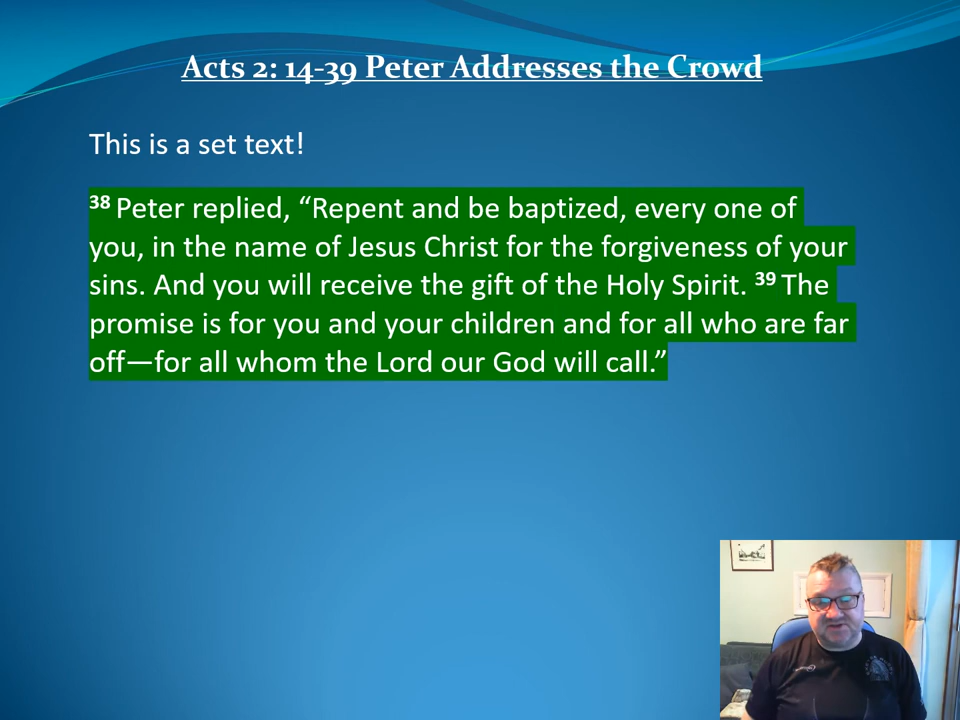 Acts 2: 14-39 Peter Addresses the Crowd
This is a set text!
38 Peter replied, “Repent and be baptized, every one of
you, in the name of Jesus Christ for the forgiveness of your
sins. And you will receive the gift of the Holy Spirit. 39 The
promise is for you and your children and for all who are far
off—for all whom the Lord our God will call.”